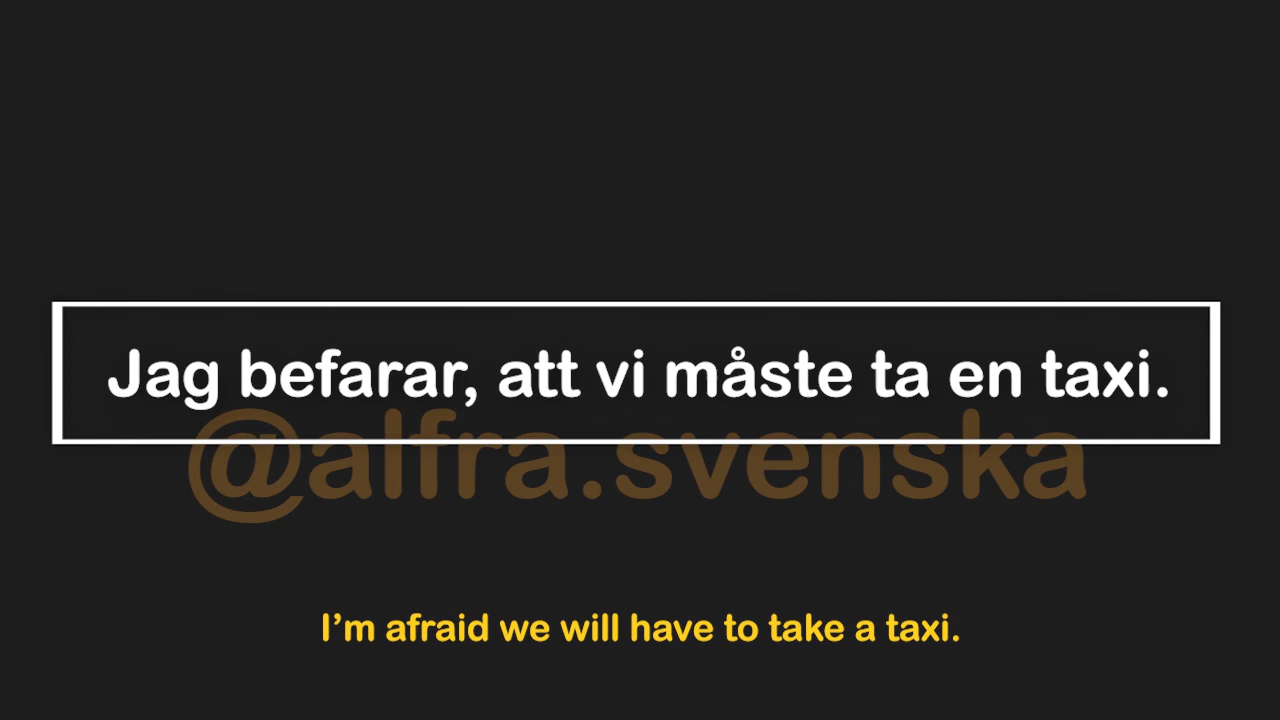 Jag befarar, att vi måste ta en taxi.
@alfra.svenska
I’m afraid we will have to take a taxi.